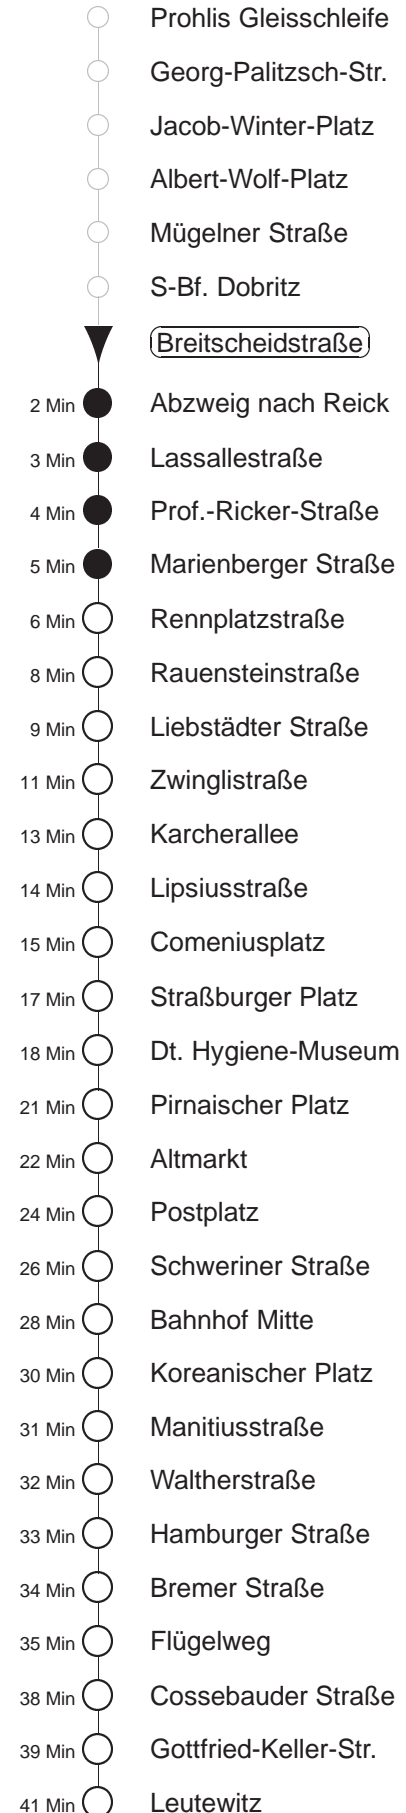 Prohlis Gleisschleife
Georg-Palitzsch-Str.
Jacob-Winter-Platz
Albert-Wolf-Platz
Mügelner Straße
S-Bf. Dobritz
Breitscheidstraße
2 Min Abzweig nach Reick
3 Min Lassallestraße
4 Min Prof.-Ricker-Straße
5 Min Marienberger Straße
6 Min Rennplatzstraße
8 Min Rauensteinstraße
9 Min Liebstädter Straße
11 Min Zwinglistraße
13 Min Karcherallee
14 Min Lipsiusstraße
15 Min Comeniusplatz
17 Min Straßburger Platz
18 Min Dt. Hygiene-Museum
21 Min Pirnaischer Platz
22 Min Altmarkt
24 Min Postplatz
26 Min Schweriner Straße
28 Min Bahnhof Mitte
30 Min Koreanischer Platz
31 Min Manitiusstraße
32 Min Waltherstraße
33 Min Hamburger Straße
34 Min Bremer Straße
35 Min Flügelweg
38 Min Cossebauder Straße
39 Min Gottfried-Keller-Str.
41 Min Leutewitz